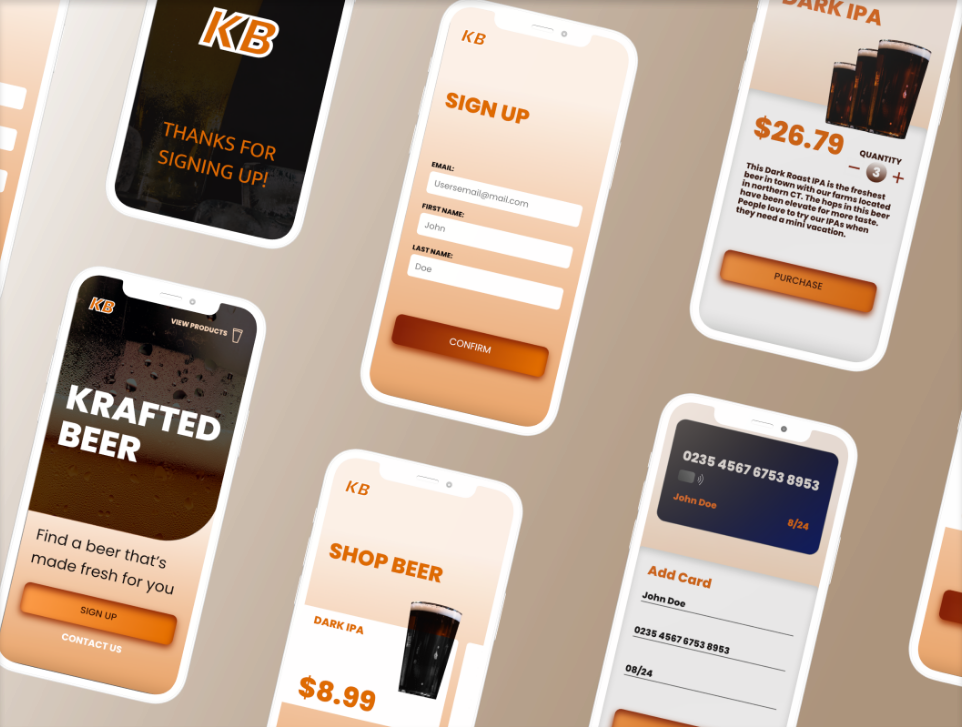 KB
THANKS FOR
SIGNING UP!
KB
SIGN UP
EMAIL:
Usersemail@mail.com
FIRST NAME:
John
LAST NAME:
Doe
CONFIRM
DARK IPA
$26.79
QUANTITY
− 3 +
This Dark Roast IPA is the freshest
beer in town with our farms located
in northern CT. The hops in this beer
have been elevate for more taste.
People love to try our IPAs when
they need a mini vacation.
PURCHASE
KB
VIEW PRODUCTS
KRAFTED
BEER
Find a beer that's
made fresh for you
SIGN UP
CONTACT US
KB
SHOP BEER
DARK IPA
$8.99
0235 4567 6753 8953
John Doe
8/24
Add Card
John Doe
0235 4567 6753 8953
08/24